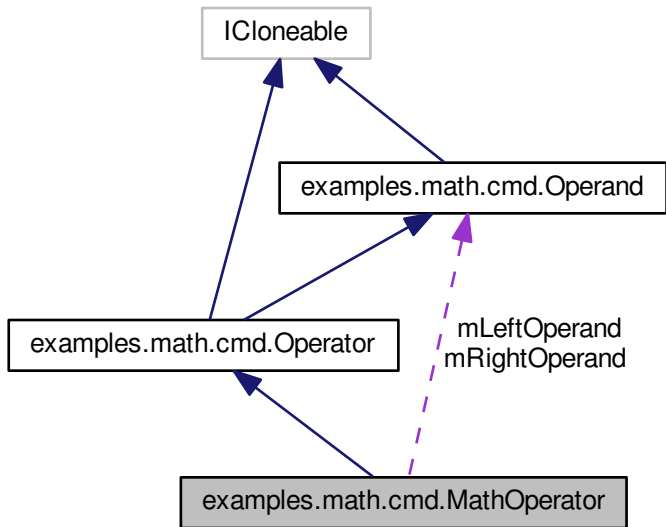 ICloneable
examples.math.cmd.Operand
examples.math.cmd.Operator
mLeftOperand
mRightOperand
examples.math.cmd.MathOperator